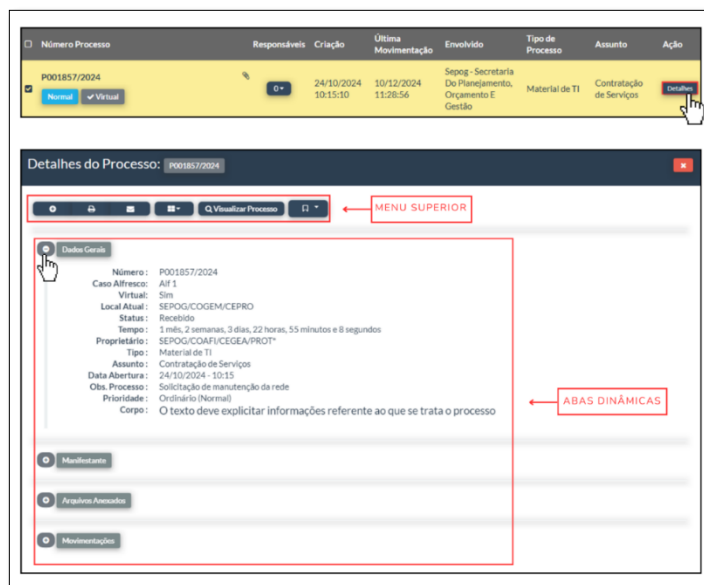 Número Processo Responsáveis Criação Última Movimentação Envolvido Tipo de Processo Assunto Ação
P001857/2024
Normal Virtual
0
24/10/2024 10:15:10
10/12/2024 11:28:56
Sepog - Secretaria Do Planejamento, Orçamento E Gestão
Material de TI
Contratação de Serviços
Detalhes
Detalhes do Processo: P001857/2024
Visualizar Processo
MENU SUPERIOR
Dados Gerais
Número : P001857/2024
Caso Alfresco: Alf 1
Virtual: Sim
Local Atual : SEPOG/COGEM/CEPRO
Status : Recebido
Tempo : 1 mês, 2 semanas, 3 dias, 22 horas, 55 minutos e 8 segundos
Proprietário : SEPOG/COAFI/CEGEA/PROT*
Tipo : Material de TI
Assunto : Contratação de Serviços
Data Abertura : 24/10/2024 - 10:15
Obs. Processo : Solicitação de manutenção da rede
Prioridade : Ordinário (Normal)
Corpo : O texto deve explicitar informações referente ao que se trata o processo
ABAS DINÂMICAS
Manifestante
Arquivos Anexados
Movimentações